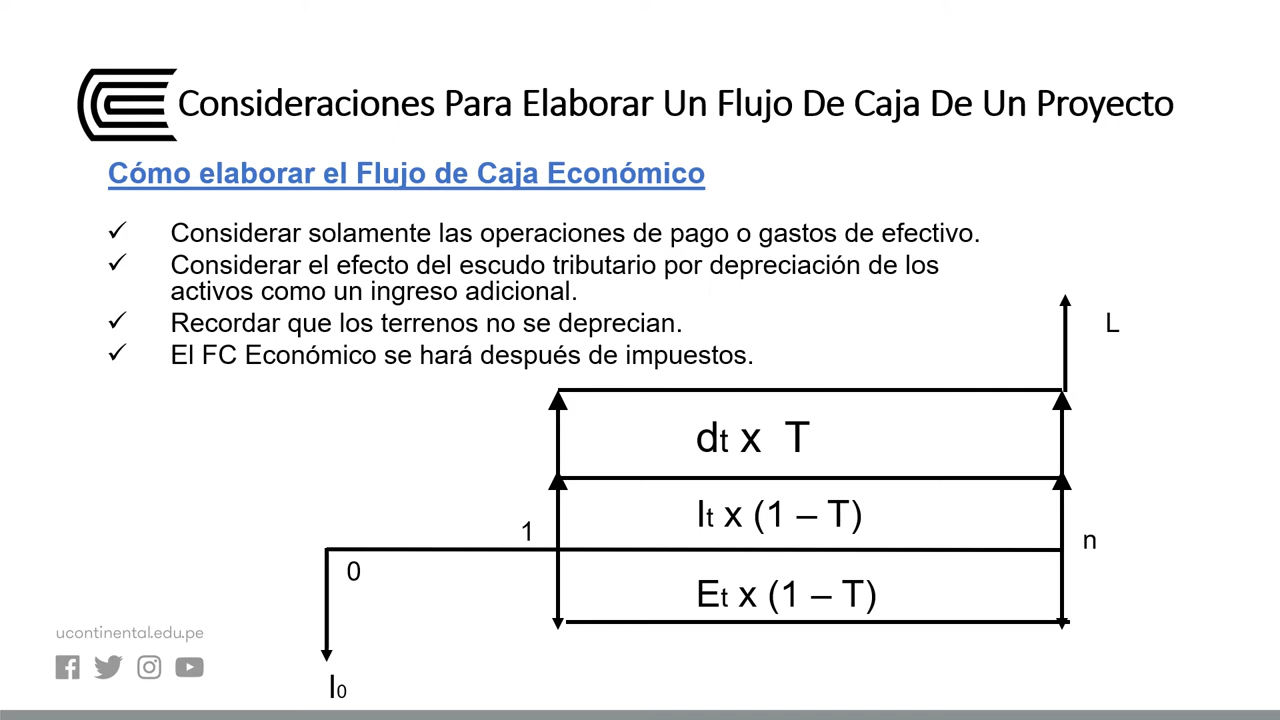 Consideraciones Para Elaborar Un Flujo De Caja De Un Proyecto
Cómo elaborar el Flujo de Caja Económico
✓ Considerar solamente las operaciones de pago o gastos de efectivo.
✓ Considerar el efecto del escudo tributario por depreciación de los
activos como un ingreso adicional.
✓ Recordar que los terrenos no se deprecian.
✓ El FC Económico se hará después de impuestos.
L
dt x T
It x (1 – T)
1
n
0
Et x (1 – T)
I0
ucontinental.edu.pe